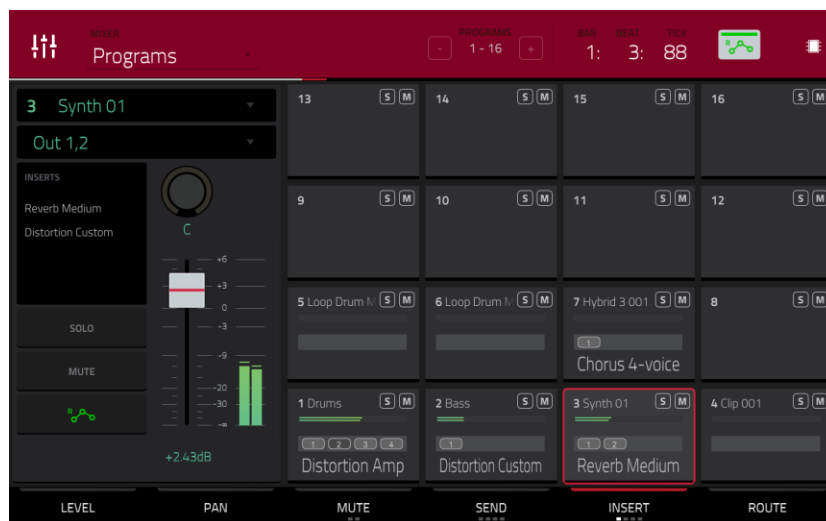 MIXER
Programs
PROGRAMS
- 1 - 16 +
BAR BEAT TICK
1: 3: 88
3 Synth 01
Out 1,2
INSERTS
Reverb Medium
Distortion Custom
C
+6
+3
0
-3
-9
-20
-30
-∞
SOLO
MUTE
+2.43dB
13 S M
14 S M
15 S M
16 S M
9 S M
10 S M
11 S M
12 S M
5 Loop Drum M S M
6 Loop Drum M S M
7 Hybrid 3 001 S M
1
Chorus 4-voice
8 S M
1 Drums S M
1 2 3 4
Distortion Amp
2 Bass S M
1
Distortion Custom
3 Synth 01 S M
1 2
Reverb Medium
4 Clip 001 S M
LEVEL
PAN
MUTE
SEND
INSERT
ROUTE